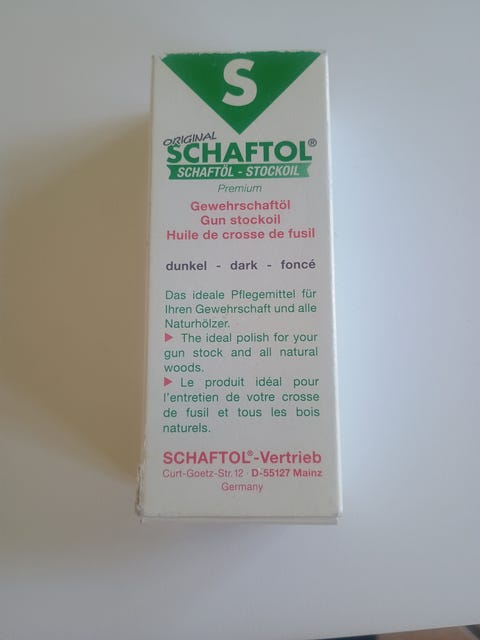 S
ORIGINAL
SCHAFTOL®
SCHAFTÖL - STOCKOIL
Premium
Gewehrschaftöl
Gun stockoil
Huile de crosse de fusil
dunkel - dark - foncé
Das ideale Pflegemittel für
Ihren Gewehrschaft und alle
Naturhölzer.
▶ The ideal polish for your
gun stock and all natural
woods.
▶ Le produit idéal pour
l'entretien de votre crosse
de fusil et tous les bois
naturels.
SCHAFTOL®-Vertrieb
Curt-Goetz-Str. 12 · D-55127 Mainz
Germany